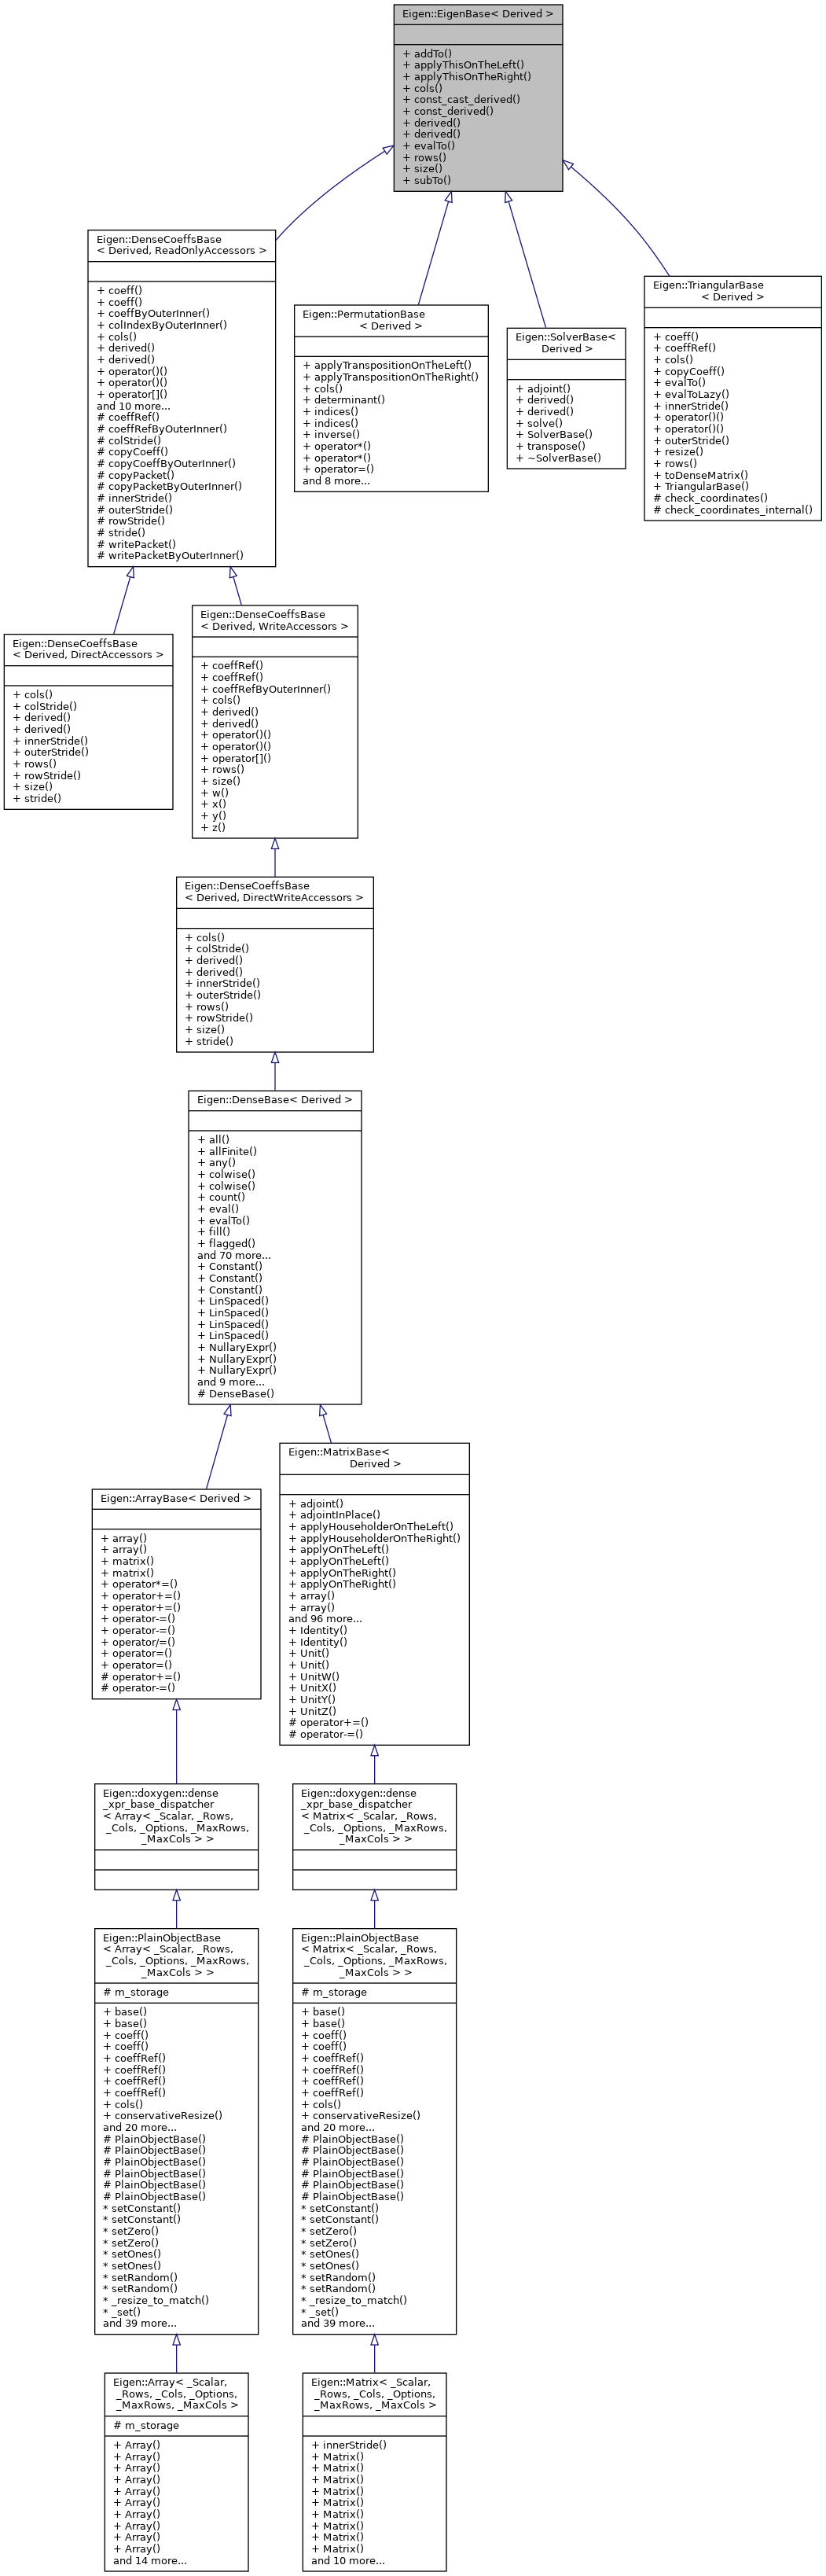 Eigen::EigenBase< Derived >
+ addTo()
+ applyThisOnTheLeft()
+ applyThisOnTheRight()
+ cols()
+ const_cast_derived()
+ const_derived()
+ derived()
+ derived()
+ evalTo()
+ rows()
+ size()
+ subTo()
Eigen::DenseCoeffsBase
< Derived, ReadOnlyAccessors >
+ coeff()
+ coeff()
+ coeffByOuterInner()
+ colIndexByOuterInner()
+ cols()
+ derived()
+ derived()
+ operator()()
+ operator()()
+ operator[]()
and 10 more...
# coeffRef()
# coeffRefByOuterInner()
# colStride()
# copyCoeff()
# copyCoeffByOuterInner()
# copyPacket()
# copyPacketByOuterInner()
# innerStride()
# outerStride()
# rowStride()
# stride()
# writePacket()
# writePacketByOuterInner()
Eigen::PermutationBase
< Derived >
+ applyTranspositionOnTheLeft()
+ applyTranspositionOnTheRight()
+ cols()
+ determinant()
+ indices()
+ indices()
+ inverse()
+ operator*()
+ operator*()
+ operator=()
and 8 more...
Eigen::SolverBase<
Derived >
+ adjoint()
+ derived()
+ derived()
+ solve()
+ SolverBase()
+ transpose()
+ ~SolverBase()
Eigen::TriangularBase
< Derived >
+ coeff()
+ coeffRef()
+ cols()
+ copyCoeff()
+ evalTo()
+ evalToLazy()
+ innerStride()
+ operator()()
+ operator()()
+ outerStride()
+ resize()
+ rows()
+ toDenseMatrix()
+ TriangularBase()
# check_coordinates()
# check_coordinates_internal()
Eigen::DenseCoeffsBase
< Derived, DirectAccessors >
+ cols()
+ colStride()
+ derived()
+ derived()
+ innerStride()
+ outerStride()
+ rows()
+ rowStride()
+ size()
+ stride()
Eigen::DenseCoeffsBase
< Derived, WriteAccessors >
+ coeffRef()
+ coeffRef()
+ coeffRefByOuterInner()
+ cols()
+ derived()
+ derived()
+ operator()()
+ operator()()
+ operator[]()
+ rows()
+ size()
+ w()
+ x()
+ y()
+ z()
Eigen::DenseCoeffsBase
< Derived, DirectWriteAccessors >
+ cols()
+ colStride()
+ derived()
+ derived()
+ innerStride()
+ outerStride()
+ rows()
+ rowStride()
+ size()
+ stride()
Eigen::DenseBase< Derived >
+ all()
+ allFinite()
+ any()
+ colwise()
+ colwise()
+ count()
+ eval()
+ evalTo()
+ fill()
+ flagged()
and 70 more...
+ Constant()
+ Constant()
+ Constant()
+ LinSpaced()
+ LinSpaced()
+ LinSpaced()
+ LinSpaced()
+ NullaryExpr()
+ NullaryExpr()
+ NullaryExpr()
and 9 more...
# DenseBase()
Eigen::ArrayBase< Derived >
+ array()
+ array()
+ matrix()
+ matrix()
+ operator*=()
+ operator+=()
+ operator+=()
+ operator-=()
+ operator-=()
+ operator/=()
+ operator=()
+ operator=()
# operator+=()
# operator-=()
Eigen::MatrixBase<
Derived >
+ adjoint()
+ adjointInPlace()
+ applyHouseholderOnTheLeft()
+ applyHouseholderOnTheRight()
+ applyOnTheLeft()
+ applyOnTheLeft()
+ applyOnTheRight()
+ applyOnTheRight()
+ array()
+ array()
and 96 more...
+ Identity()
+ Identity()
+ Unit()
+ Unit()
+ UnitW()
+ UnitX()
+ UnitY()
+ UnitZ()
# operator+=()
# operator-=()
Eigen::doxygen::dense
_xpr_base_dispatcher
< Array< _Scalar, _Rows,
_Cols, _Options, _MaxRows,
_MaxCols > >
Eigen::doxygen::dense
_xpr_base_dispatcher
< Matrix< _Scalar, _Rows,
_Cols, _Options, _MaxRows,
_MaxCols > >
Eigen::PlainObjectBase
< Array< _Scalar, _Rows,
_Cols, _Options, _MaxRows,
_MaxCols > >
# m_storage
+ base()
+ base()
+ coeff()
+ coeff()
+ coeffRef()
+ coeffRef()
+ coeffRef()
+ coeffRef()
+ cols()
+ conservativeResize()
and 20 more...
# PlainObjectBase()
# PlainObjectBase()
# PlainObjectBase()
# PlainObjectBase()
# PlainObjectBase()
# PlainObjectBase()
* setConstant()
* setConstant()
* setZero()
* setZero()
* setOnes()
* setOnes()
* setRandom()
* setRandom()
* _resize_to_match()
* _set()
and 39 more...
Eigen::PlainObjectBase
< Matrix< _Scalar, _Rows,
_Cols, _Options, _MaxRows,
_MaxCols > >
# m_storage
+ base()
+ base()
+ coeff()
+ coeff()
+ coeffRef()
+ coeffRef()
+ coeffRef()
+ coeffRef()
+ cols()
+ conservativeResize()
and 20 more...
# PlainObjectBase()
# PlainObjectBase()
# PlainObjectBase()
# PlainObjectBase()
# PlainObjectBase()
# PlainObjectBase()
* setConstant()
* setConstant()
* setZero()
* setZero()
* setOnes()
* setOnes()
* setRandom()
* setRandom()
* _resize_to_match()
* _set()
and 39 more...
Eigen::Array< _Scalar,
_Rows, _Cols, _Options,
_MaxRows, _MaxCols >
# m_storage
+ Array()
+ Array()
+ Array()
+ Array()
+ Array()
+ Array()
+ Array()
+ Array()
+ Array()
+ Array()
and 14 more...
Eigen::Matrix< _Scalar,
_Rows, _Cols, _Options,
_MaxRows, _MaxCols >
+ innerStride()
+ Matrix()
+ Matrix()
+ Matrix()
+ Matrix()
+ Matrix()
+ Matrix()
+ Matrix()
+ Matrix()
+ Matrix()
and 10 more...